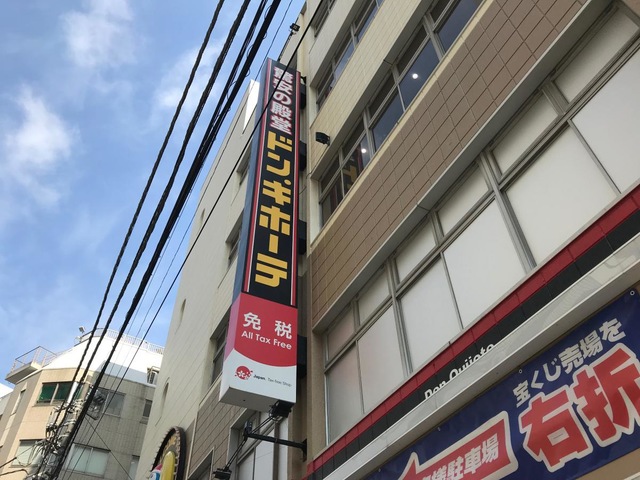 驚安の殿堂
ドン・キホーテ
免税
All Tax Free
Japan. Tax-free Shop
Don Quijote
宝くじ売場を
右折
様駐車場